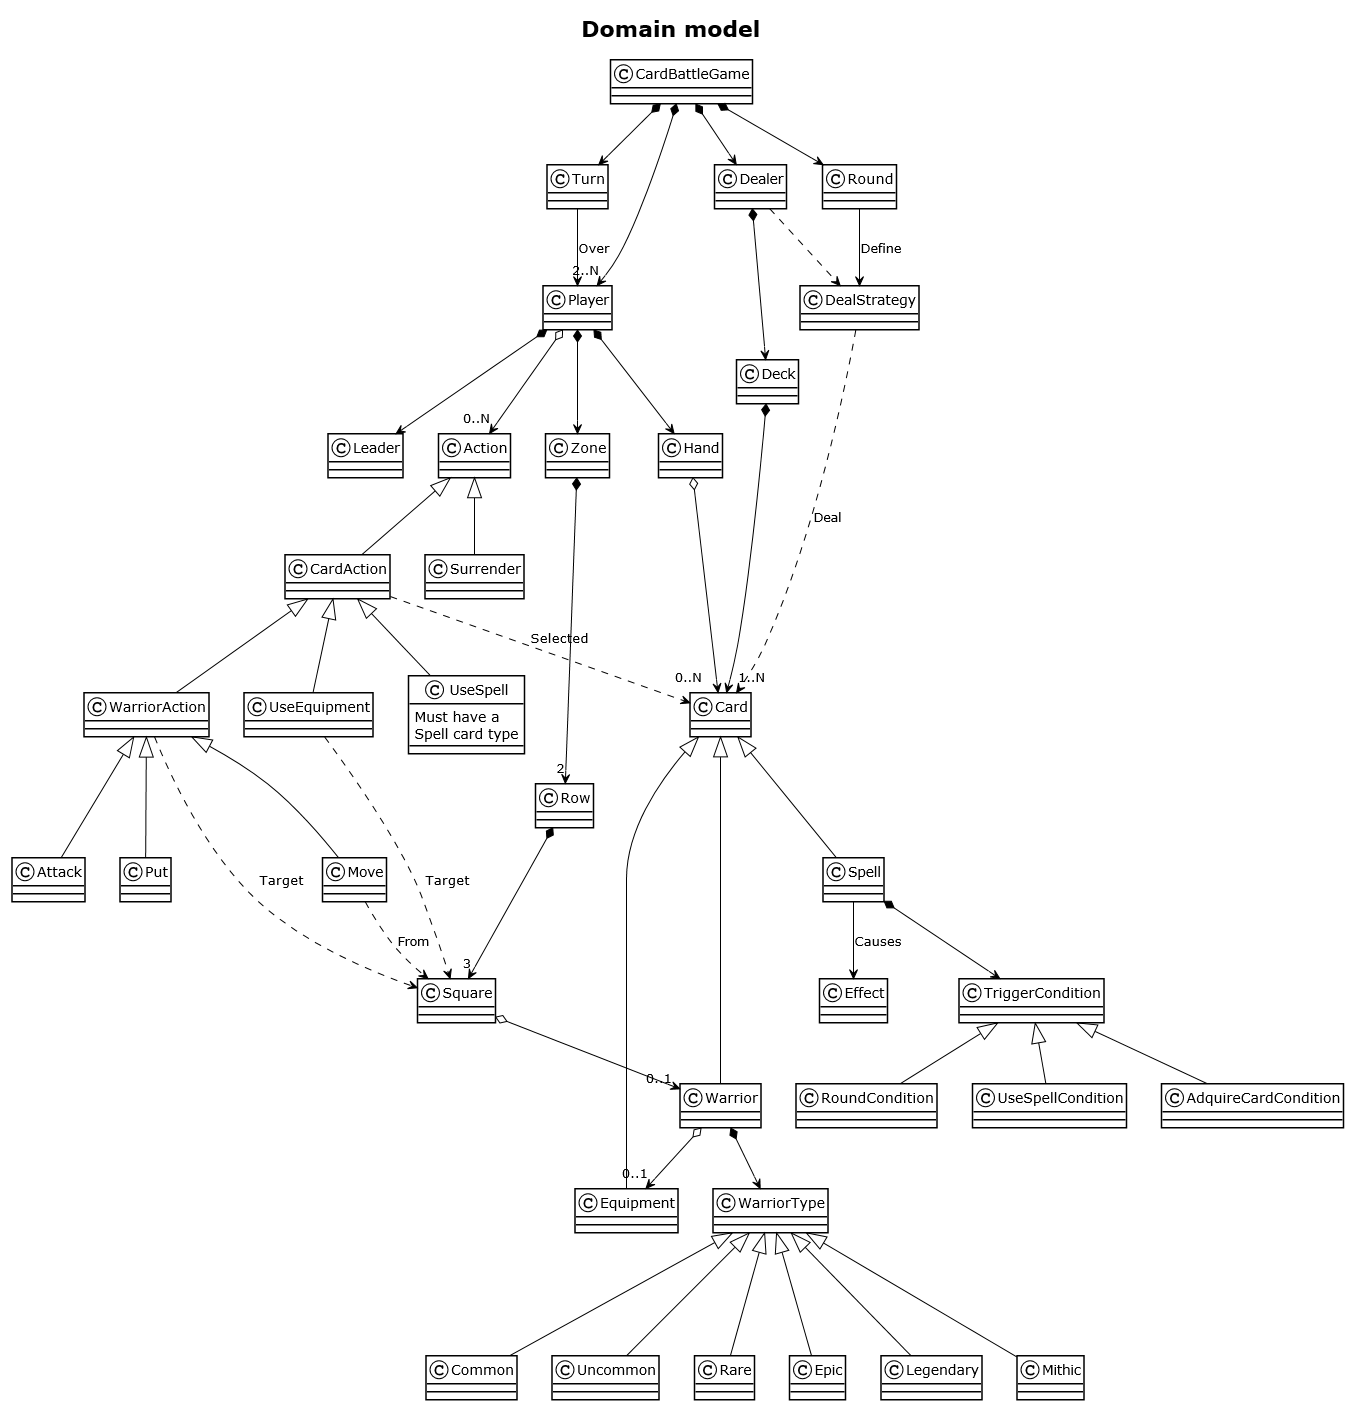 Domain model
CardBattleGame
Turn
Dealer
Round
Over
Define
2..N
Player
DealStrategy
Deck
0..N
Leader
Action
Zone
Hand
Deal
CardAction
Surrender
Selected
0..N
1..N
WarriorAction
UseEquipment
UseSpell
Must have a
Spell card type
Card
2
Row
Attack
Put
Move
Spell
Target
Target
From
Causes
3
Square
Effect
TriggerCondition
0..1
Warrior
RoundCondition
UseSpellCondition
AdquireCardCondition
0..1
Equipment
WarriorType
Common
Uncommon
Rare
Epic
Legendary
Mithic